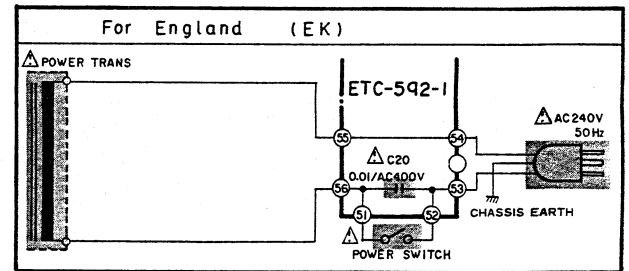 For England (EK)
POWER TRANS
ETC-592-1
AC240V
50Hz
55
54
C20
0.01/AC400V
56
53
51
52
CHASSIS EARTH
POWER SWITCH